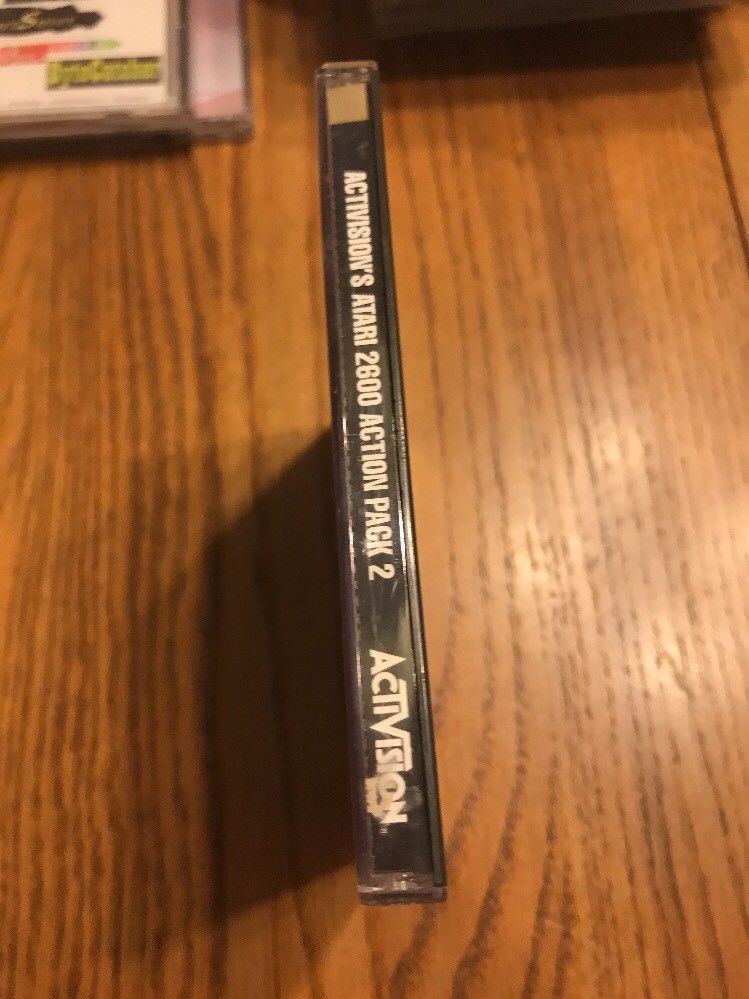 ACTIVISION'S ATARI 2600 ACTION PACK 2
ACTIVISION